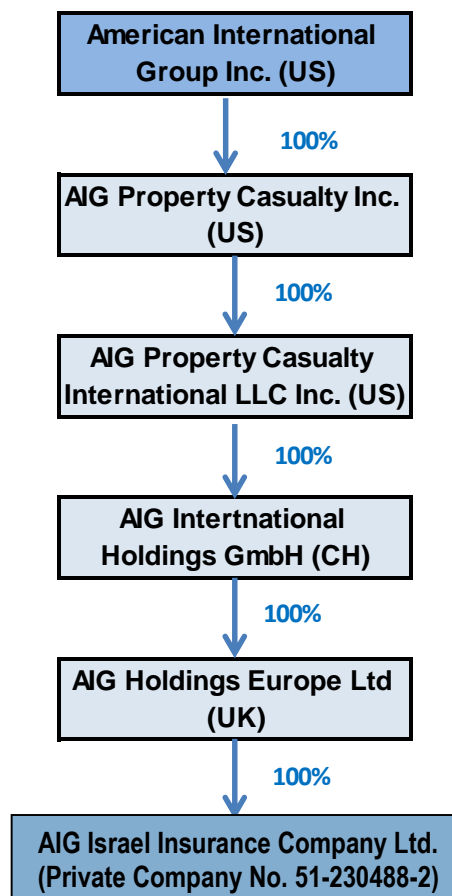 American International
Group Inc. (US)
100%
AIG Property Casualty Inc.
(US)
100%
AIG Property Casualty
International LLC Inc. (US)
100%
AIG Intertnational
Holdings GmbH (CH)
100%
AIG Holdings Europe Ltd
(UK)
100%
AIG Israel Insurance Company Ltd.
(Private Company No. 51-230488-2)